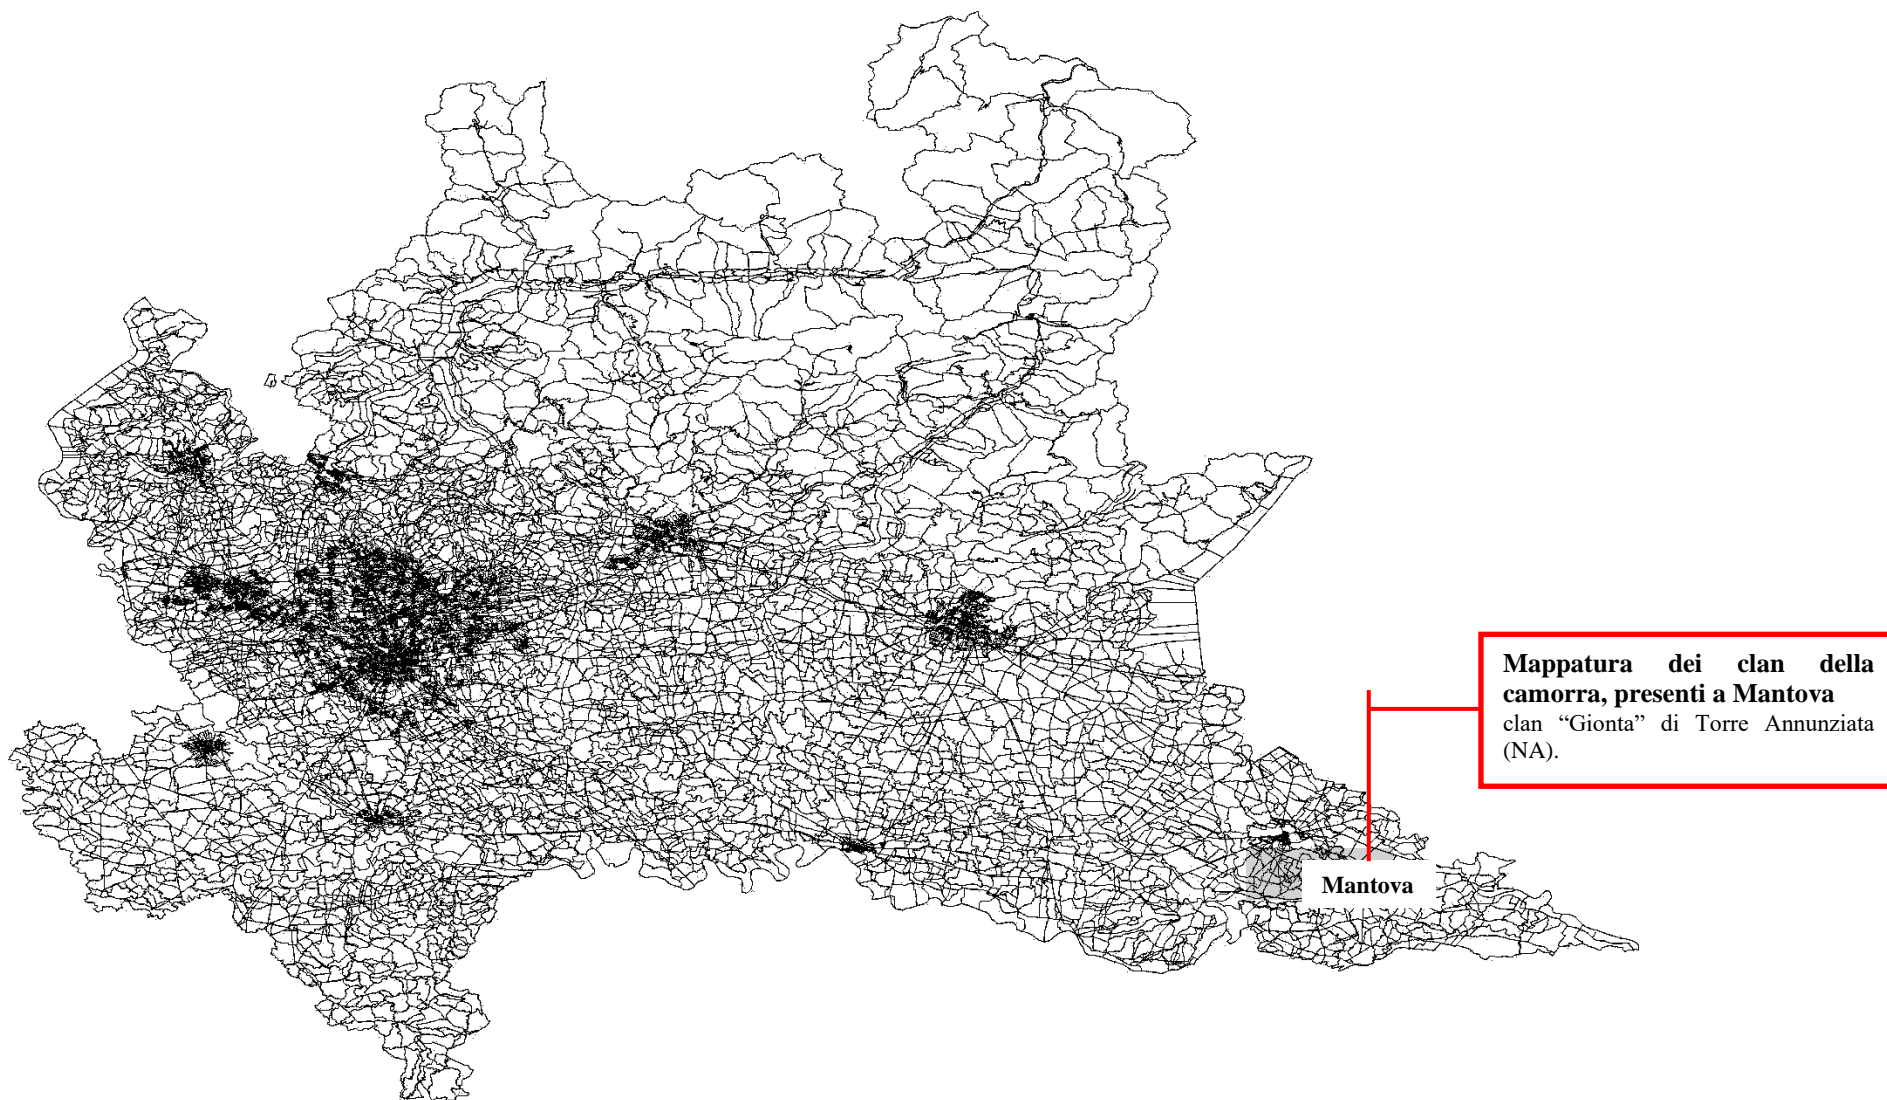 Mappatura dei clan della
camorra, presenti a Mantova
clan “Gionta” di Torre Annunziata
(NA).
Mantova